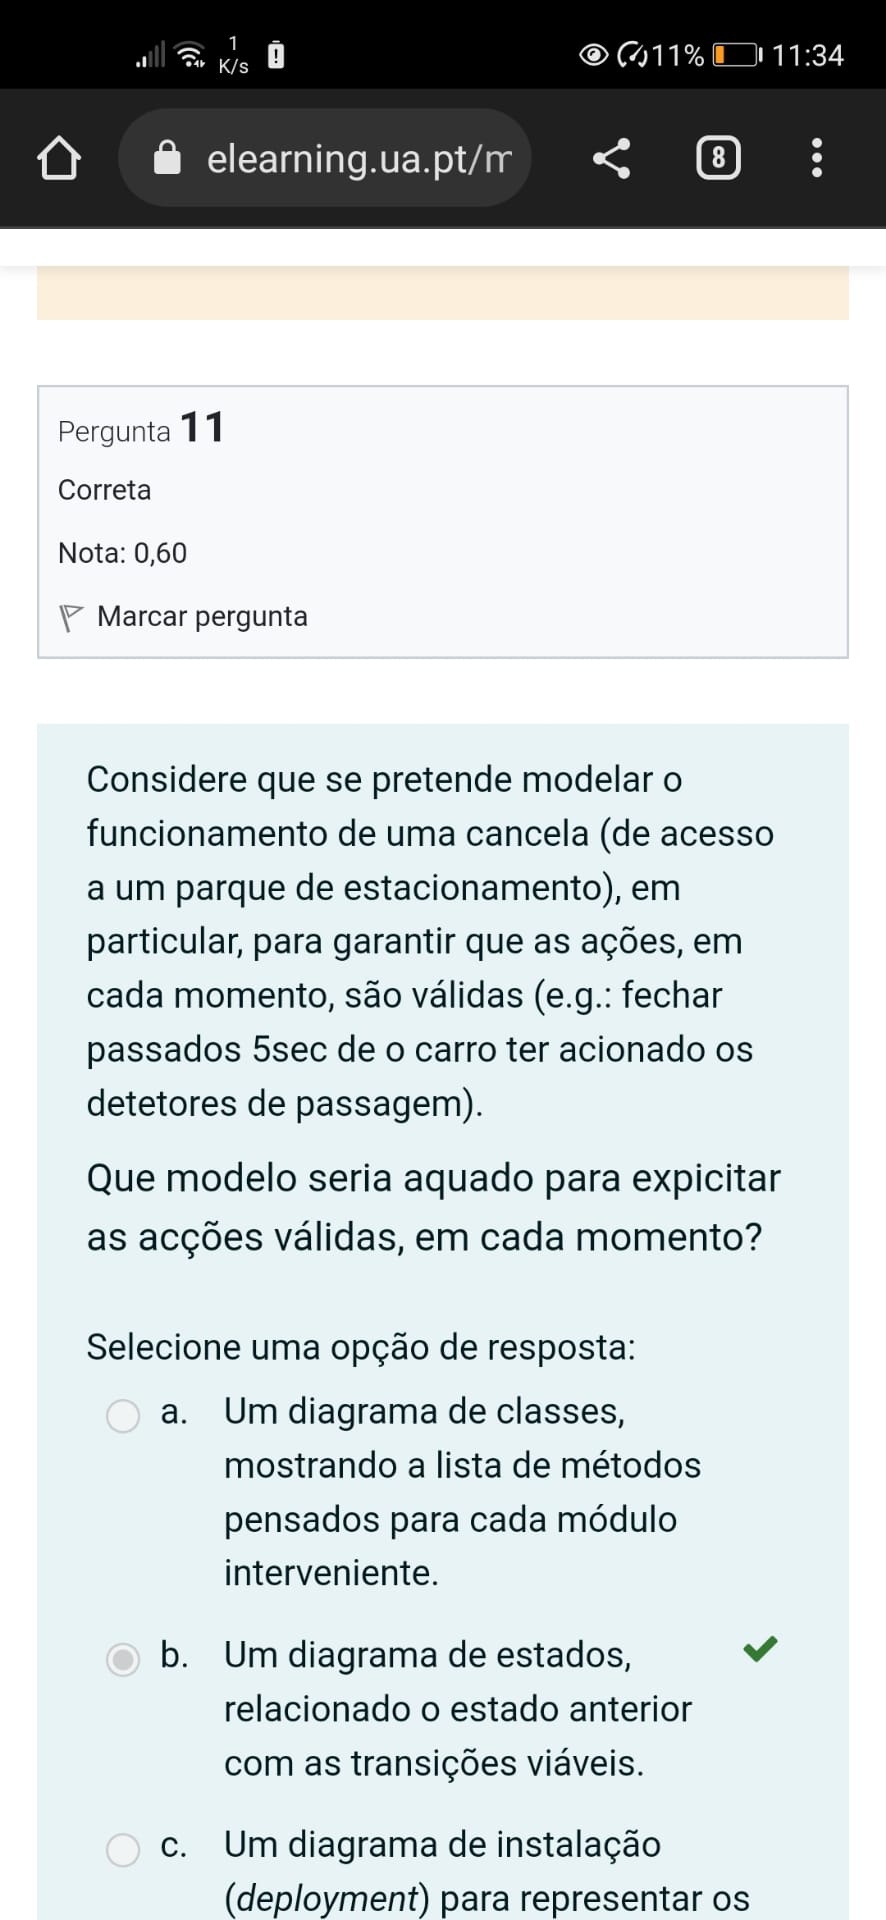 1
K/s
11%
11:34
elearning.ua.pt/m
8
Pergunta 11
Correta
Nota: 0,60
Marcar pergunta
Considere que se pretende modelar o
funcionamento de uma cancela (de acesso
a um parque de estacionamento), em
particular, para garantir que as ações, em
cada momento, são válidas (e.g.: fechar
passados 5sec de o carro ter acionado os
detetores de passagem).
Que modelo seria aquado para expicitar
as acções válidas, em cada momento?
Selecione uma opção de resposta:
a. Um diagrama de classes,
mostrando a lista de métodos
pensados para cada módulo
interveniente.
b. Um diagrama de estados,
relacionado o estado anterior
com as transições viáveis.
c. Um diagrama de instalação
(deployment) para representar os